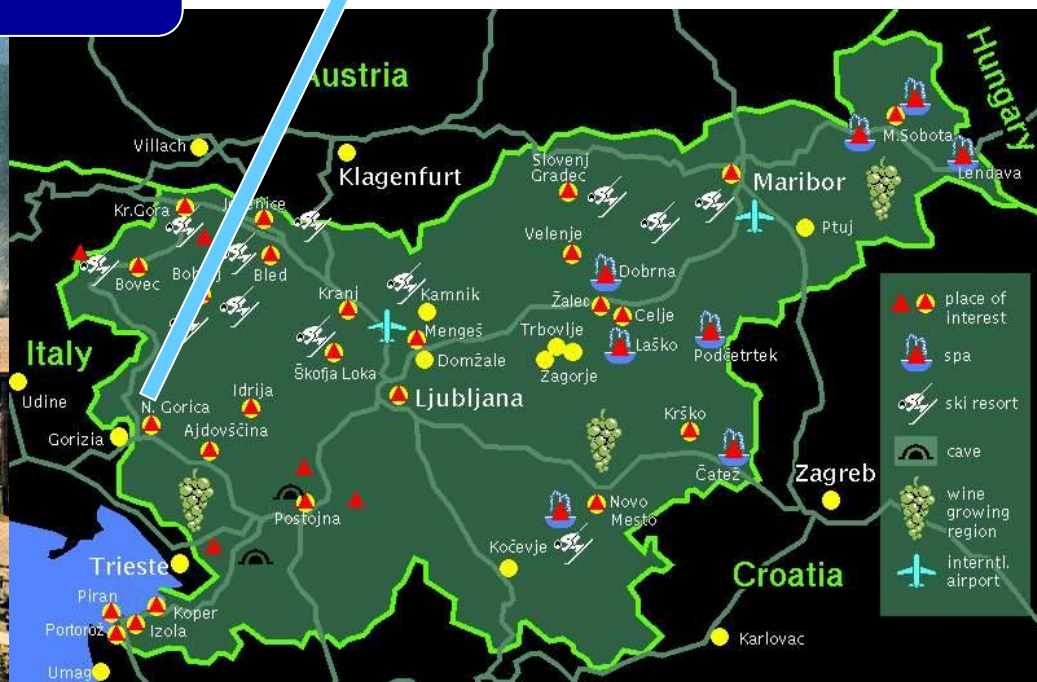 Austria
Hungary
Villach
Klagenfurt
Slovenj
Gradec
Maribor
M.Sobota
Lendava
Kr.Gora
Ptuj
Velenje
Bovec
Bled
Dobrna
Kranj
Kamnik
Žalec
Celje
Mengeš
Trbovlje
Laško
Podčetrtek
Italy
Škofja Loka
Domžale
Zagorje
Udine
Idrija
Ljubljana
N. Gorica
Krško
Gorizia
Ajdovščina
Čatež
Zagreb
Postojna
Novo
Mesto
Trieste
Kočevje
Croatia
Piran
Koper
Portorož
Izola
Karlovac
Umag
place of
interest
spa
ski resort
cave
wine
growing
region
interntl.
airport